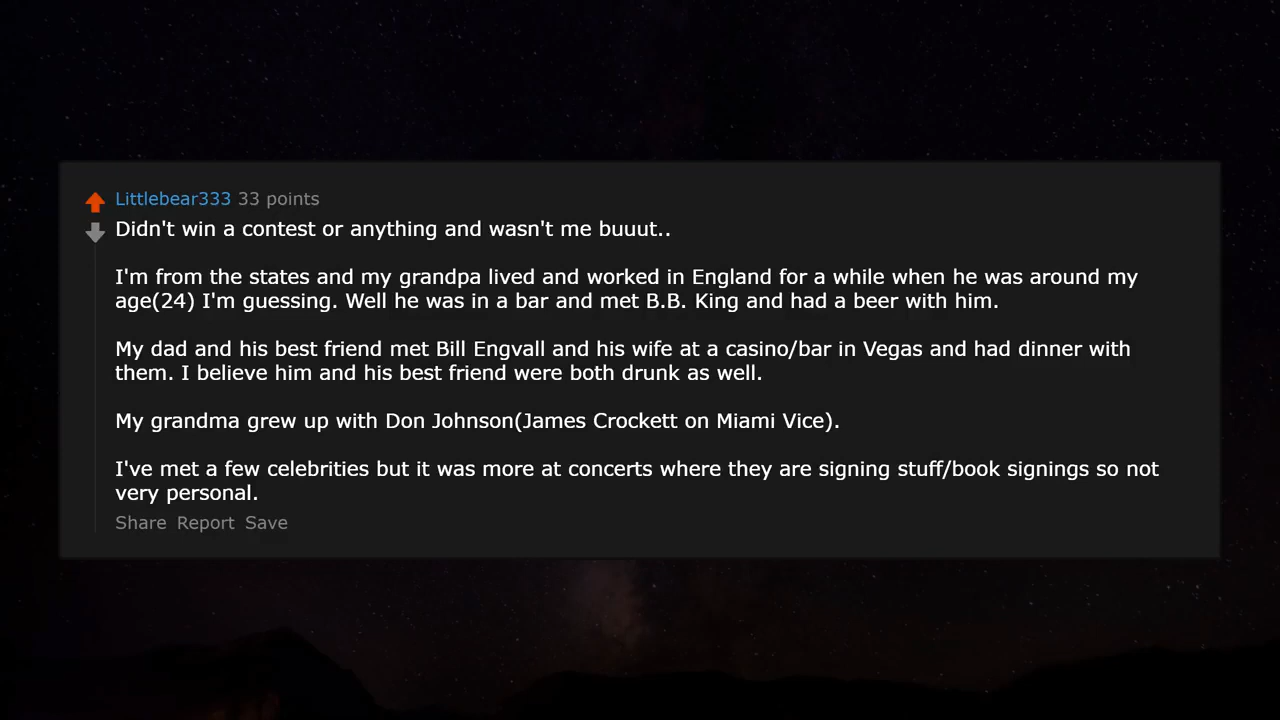 Littlebear333 33 points
Didn't win a contest or anything and wasn't me buuut..
I'm from the states and my grandpa lived and worked in England for a while when he was around my
age(24) I'm guessing. Well he was in a bar and met B.B. King and had a beer with him.
My dad and his best friend met Bill Engvall and his wife at a casino/bar in Vegas and had dinner with
them. I believe him and his best friend were both drunk as well.
My grandma grew up with Don Johnson(James Crockett on Miami Vice).
I've met a few celebrities but it was more at concerts where they are signing stuff/book signings so not
very personal.
Share Report Save